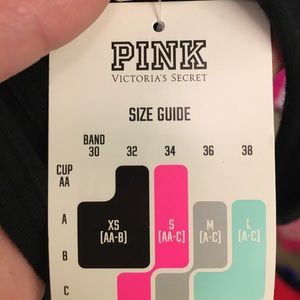 PINK
VICTORIA'S SECRET
SIZE GUIDE
BAND
30 32 34 36 38
CUP
AA
A
XS S M L
[AA-B] [AA-C] [A-C] [A-C]
B
C